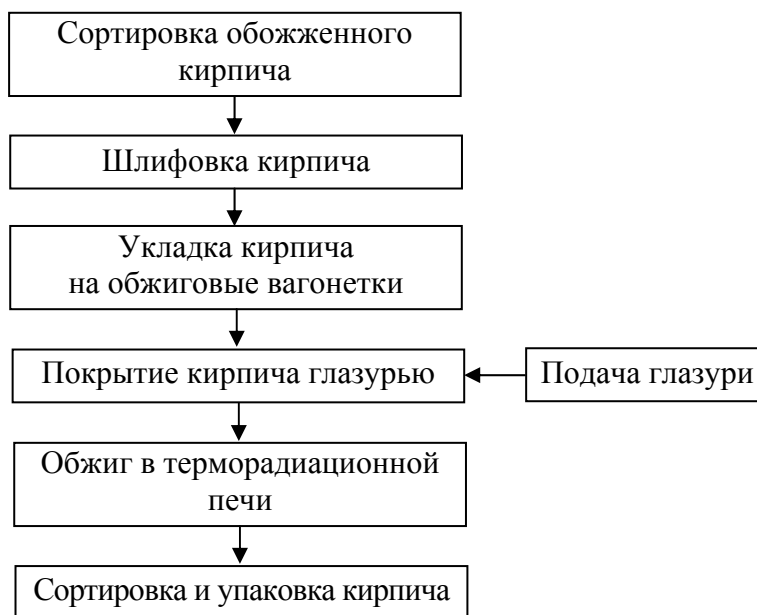 Сортировка обожженного
кирпича
Шлифовка кирпича
Укладка кирпича
на обжиговые вагонетки
Покрытие кирпича глазурью
Подача глазури
Обжиг в терморадиационной
печи
Сортировка и упаковка кирпича